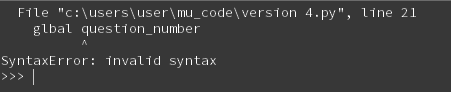 File "c:\users\user\mu_code\version 4.py", line 21
glbal question_number
^
SyntaxError: invalid syntax
>>>